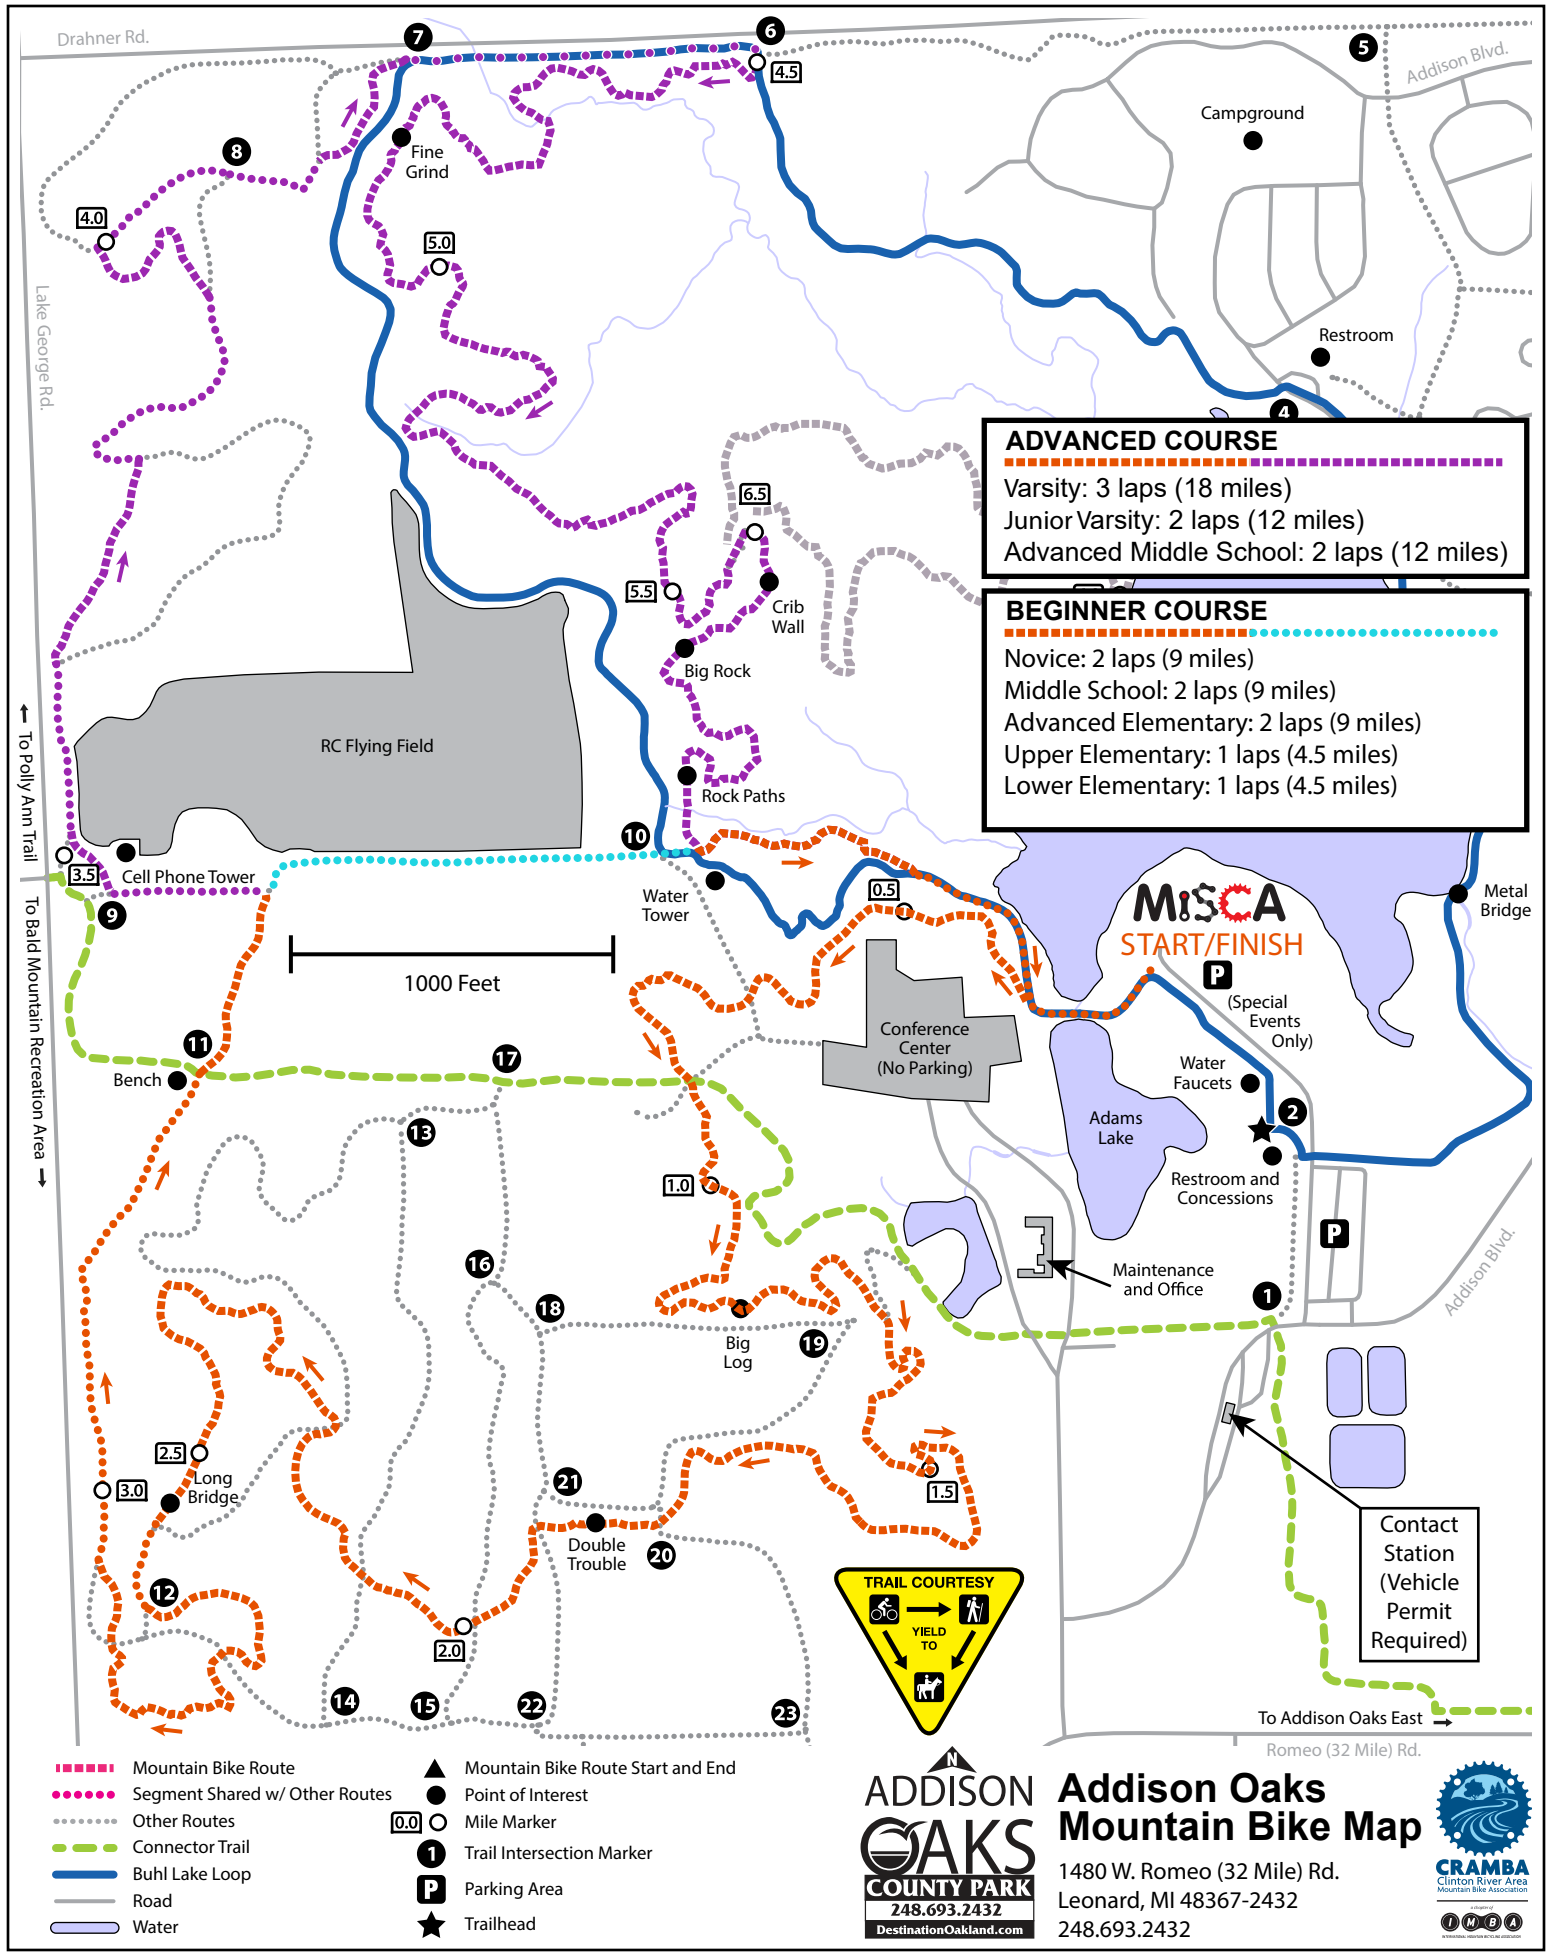 Drahner Rd.
7
6
5
Addison Blvd.
4.5
Campground
Fine
Grind
8
4.0
5.0
Lake George Rd.
Restroom
4
ADVANCED COURSE
Varsity: 3 laps (18 miles)
Junior Varsity: 2 laps (12 miles)
Advanced Middle School: 2 laps (12 miles)
6.5
5.5
Crib
Wall
Big Rock
BEGINNER COURSE
Novice: 2 laps (9 miles)
Middle School: 2 laps (9 miles)
Advanced Elementary: 2 laps (9 miles)
Upper Elementary: 1 laps (4.5 miles)
Lower Elementary: 1 laps (4.5 miles)
RC Flying Field
To Polly Ann Trail
Rock Paths
10
3.5
Cell Phone Tower
9
Water
Tower
0.5
MiSCA
START/FINISH
Metal
Bridge
P
(Special
Events
Only)
1000 Feet
To Bald Mountain Recreation Area
Conference
Center
(No Parking)
11
Bench
17
Water
Faucets
2
13
Adams
Lake
1.0
Restroom and
Concessions
P
16
Maintenance
and Office
Addison Blvd.
1
18
19
Big
Log
2.5
Long
Bridge
3.0
21
1.5
Double
Trouble
20
Contact
Station
(Vehicle
Permit
Required)
12
TRAIL COURTESY
YIELD
TO
2.0
14
15
22
23
To Addison Oaks East
Romeo (32 Mile) Rd.
Mountain Bike Route
Segment Shared w/ Other Routes
Other Routes
Connector Trail
Buhl Lake Loop
Road
Water
Mountain Bike Route Start and End
Point of Interest
0.0 Mile Marker
1 Trail Intersection Marker
P Parking Area
Trailhead
N
ADDISON
OAKS
COUNTY PARK
248.693.2432
DestinationOakland.com
Addison Oaks
Mountain Bike Map
1480 W. Romeo (32 Mile) Rd.
Leonard, MI 48367-2432
248.693.2432
CRAMBA
Clinton River Area
Mountain Bike Association
a chapter of
IMBA
INTERNATIONAL MOUNTAIN BICYCLING ASSOCIATION